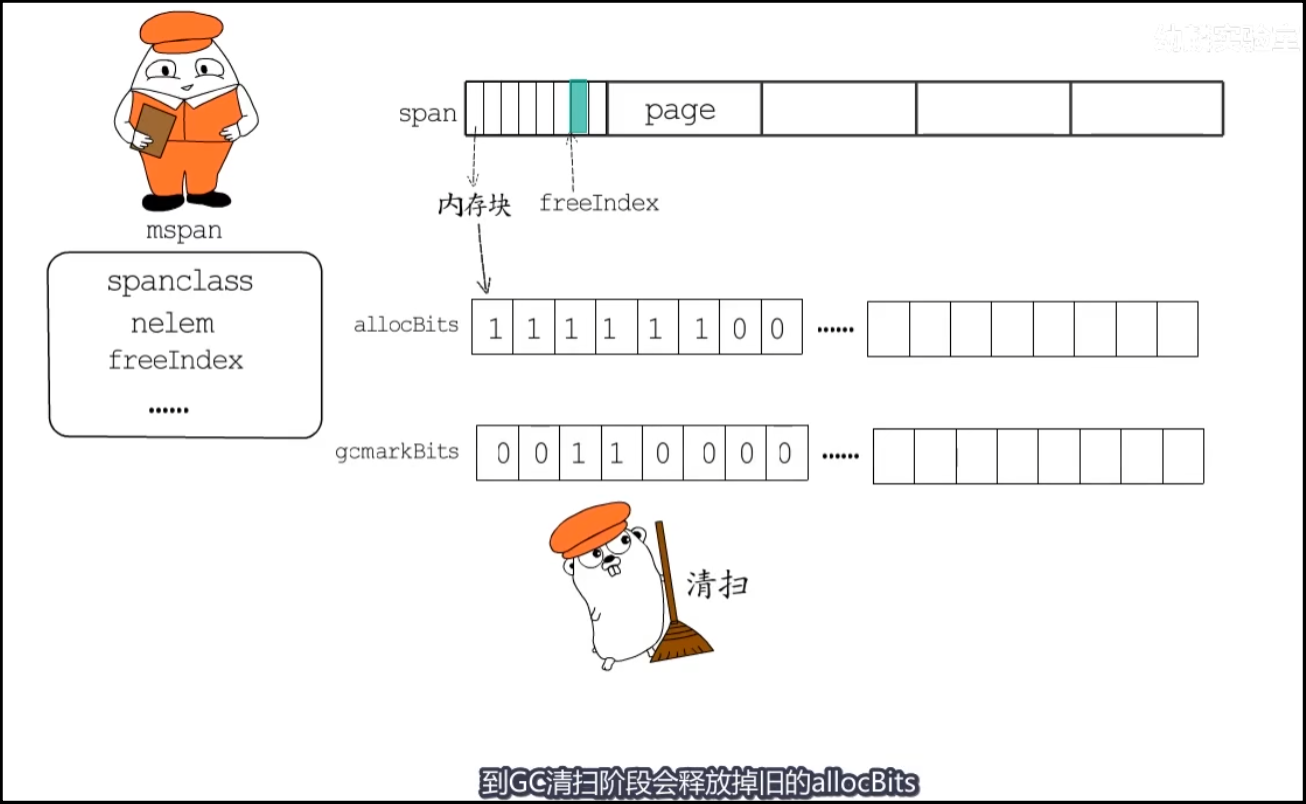 span
page
内存块
freeIndex
mspan
spanclass
nelem
freeIndex
......
allocBits
1 1 1 1 1 1 0 0 ......
gcmarkBits
0 0 1 1 0 0 0 0 ......
清扫
到GC清扫阶段会释放掉旧的allocBits